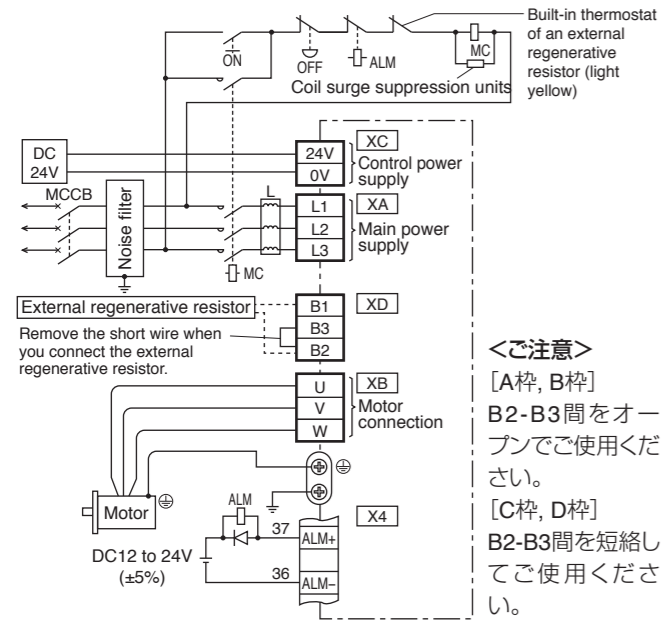 Built-in thermostat
of an external
regenerative
resistor (light
yellow)
ON
OFF
ALM
MC
Coil surge suppression units
DC
24V
24V
0V
XC
Control power
supply
MCCB
Noise filter
L
MC
L1
L2
L3
XA
Main power
supply
External regenerative resistor
Remove the short wire when
you connect the external
regenerative resistor.
B1
B3
B2
XD
U
V
W
XB
Motor
connection
Motor
ALM
DC12 to 24V
(±5%)
37
36
ALM+
ALM−
X4
<ご注意>
[A枠, B枠]
B2-B3間をオー
プンでご使用くだ
さい。
[C枠, D枠]
B2-B3間を短絡し
てご使用くださ
い。